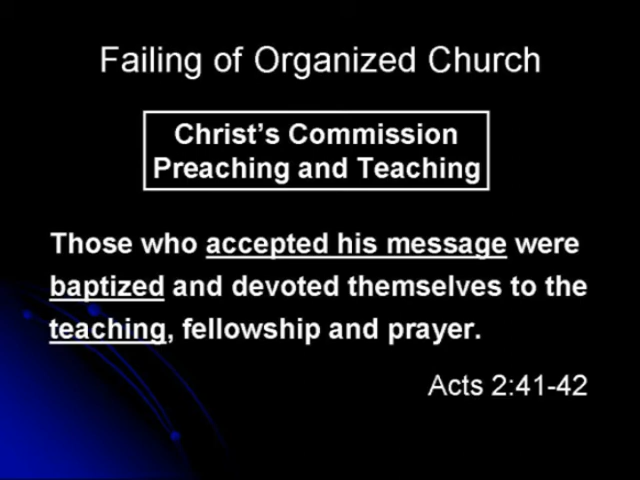 Failing of Organized Church
Christ's Commission
Preaching and Teaching
Those who accepted his message were
baptized and devoted themselves to the
teaching, fellowship and prayer.
Acts 2:41-42